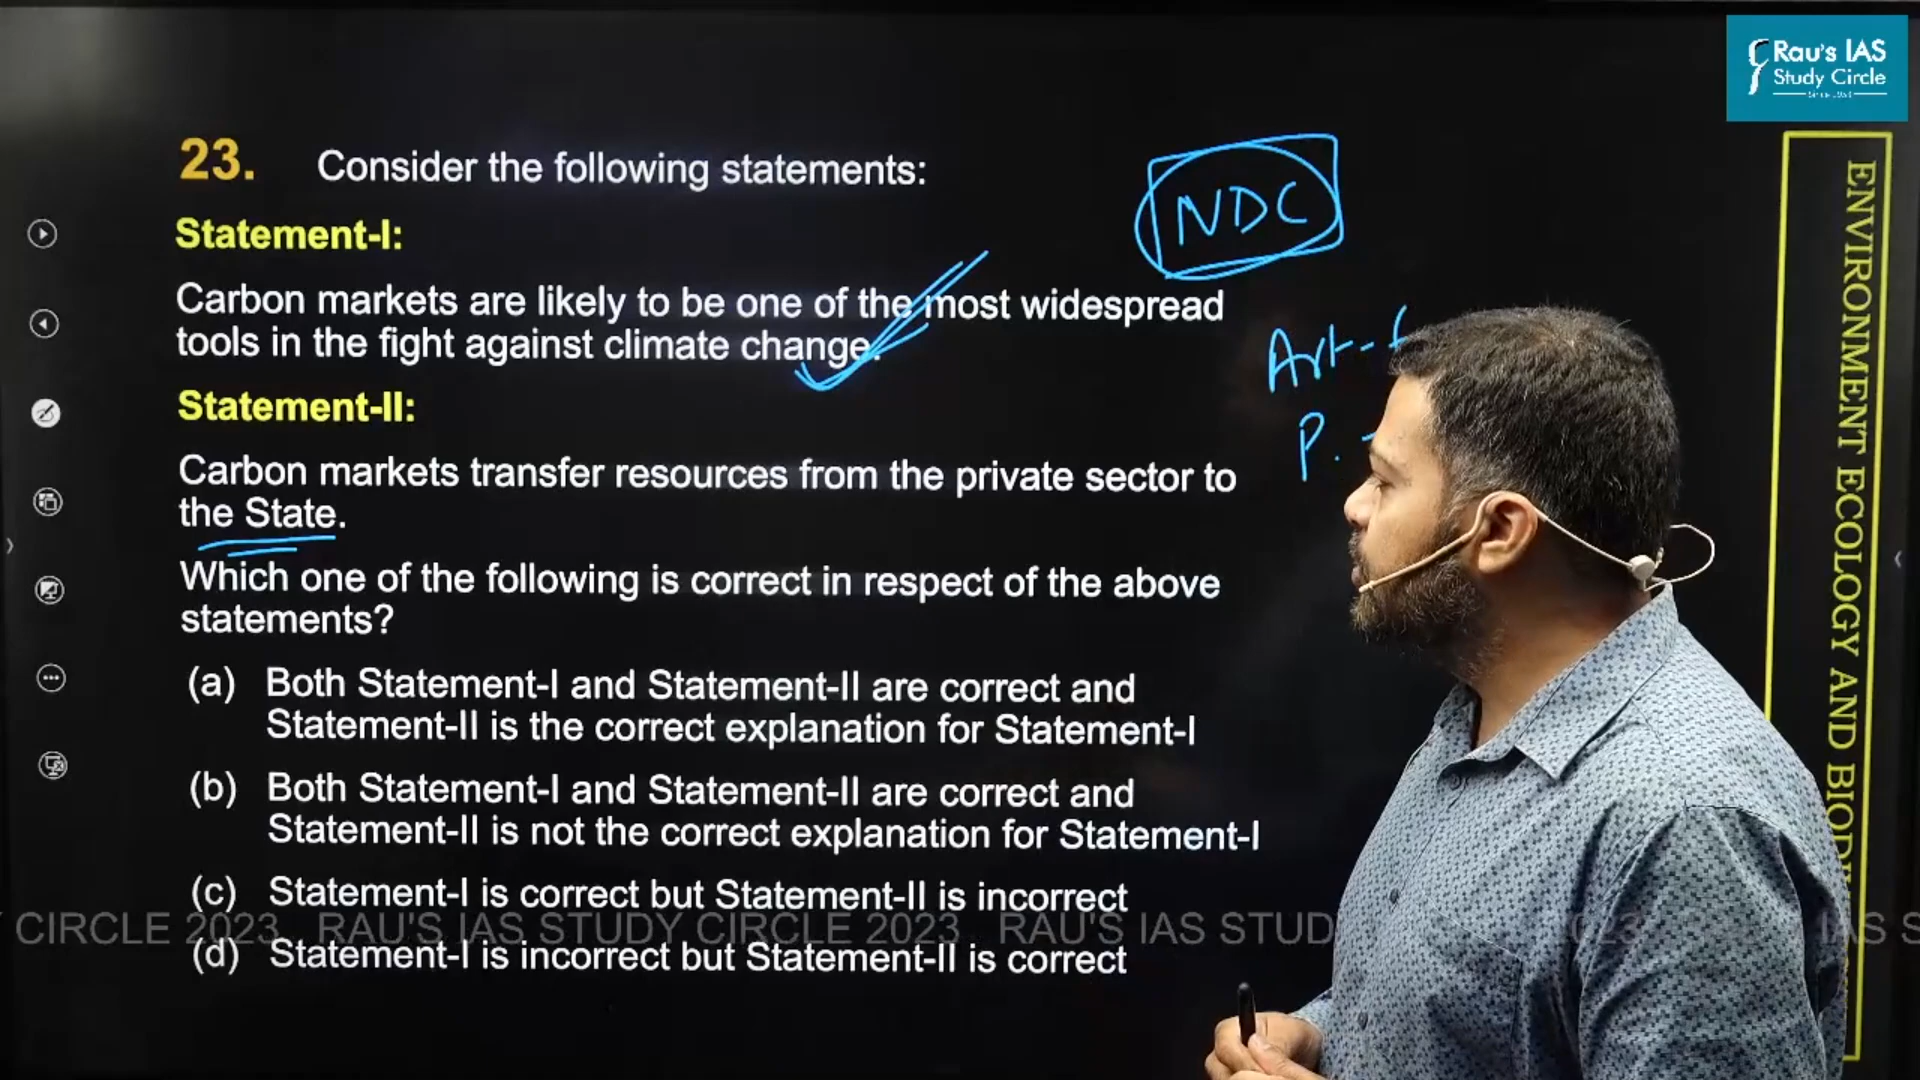 Rau's IAS
Study Circle
23. Consider the following statements:
NDC
Statement-I:
Carbon markets are likely to be one of the most widespread
tools in the fight against climate change.
Art-
P.
Statement-II:
Carbon markets transfer resources from the private sector to
the State.
Which one of the following is correct in respect of the above
statements?
(a) Both Statement-I and Statement-II are correct and
Statement-II is the correct explanation for Statement-I
(b) Both Statement-I and Statement-II are correct and
Statement-II is not the correct explanation for Statement-I
(c) Statement-I is correct but Statement-II is incorrect
CIRCLE 2023 RAU'S IAS STUDY CIRCLE 2023 RAU'S IAS STUD
(d) Statement-I is incorrect but Statement-II is correct
ENVIRONMENT ECOLOGY AND